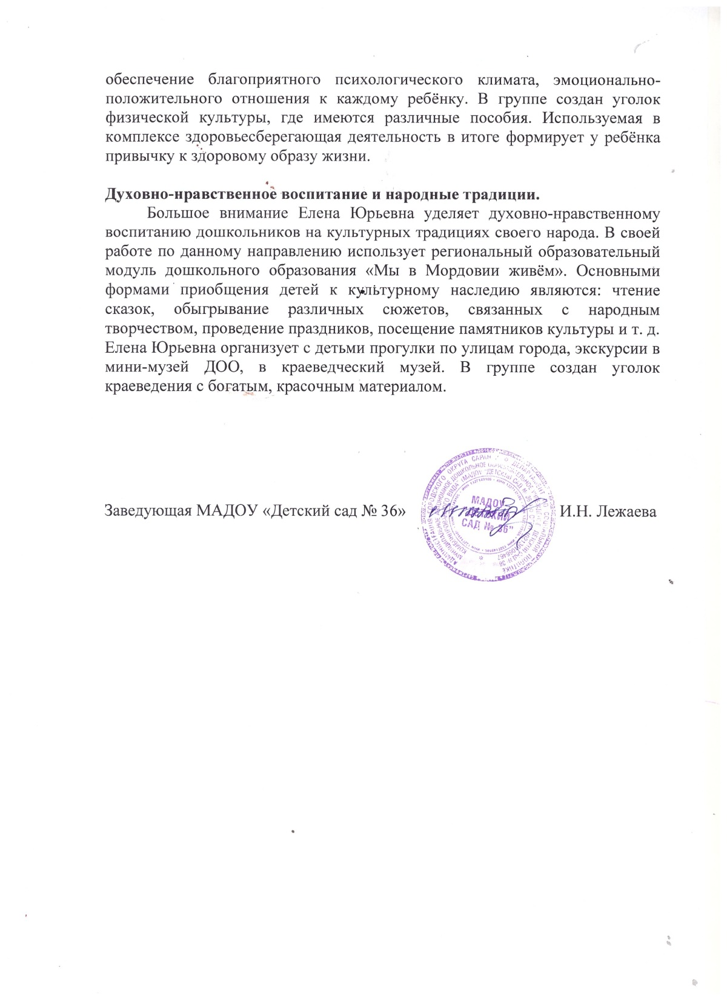 обеспечение благоприятного психологического климата, эмоционально-
положительного отношения к каждому ребёнку. В группе создан уголок
физической культуры, где имеются различные пособия. Используемая в
комплексе здоровьесберегающая деятельность в итоге формирует у ребёнка
привычку к здоровому образу жизни.
Духовно-нравственное воспитание и народные традиции.
Большое внимание Елена Юрьевна уделяет духовно-нравственному
воспитанию дошкольников на культурных традициях своего народа. В своей
работе по данному направлению использует региональный образовательный
модуль дошкольного образования «Мы в Мордовии живём». Основными
формами приобщения детей к культурному наследию являются: чтение
сказок, обыгрывание различных сюжетов, связанных с народным
творчеством, проведение праздников, посещение памятников культуры и т. д.
Елена Юрьевна организует с детьми прогулки по улицам города, экскурсии в
мини-музей ДОО, в краеведческий музей. В группе создан уголок
краеведения с богатым, красочным материалом.
Заведующая МАДОУ «Детский сад № 36» И.Н. Лежаева
МАДОУ
САД № 36"